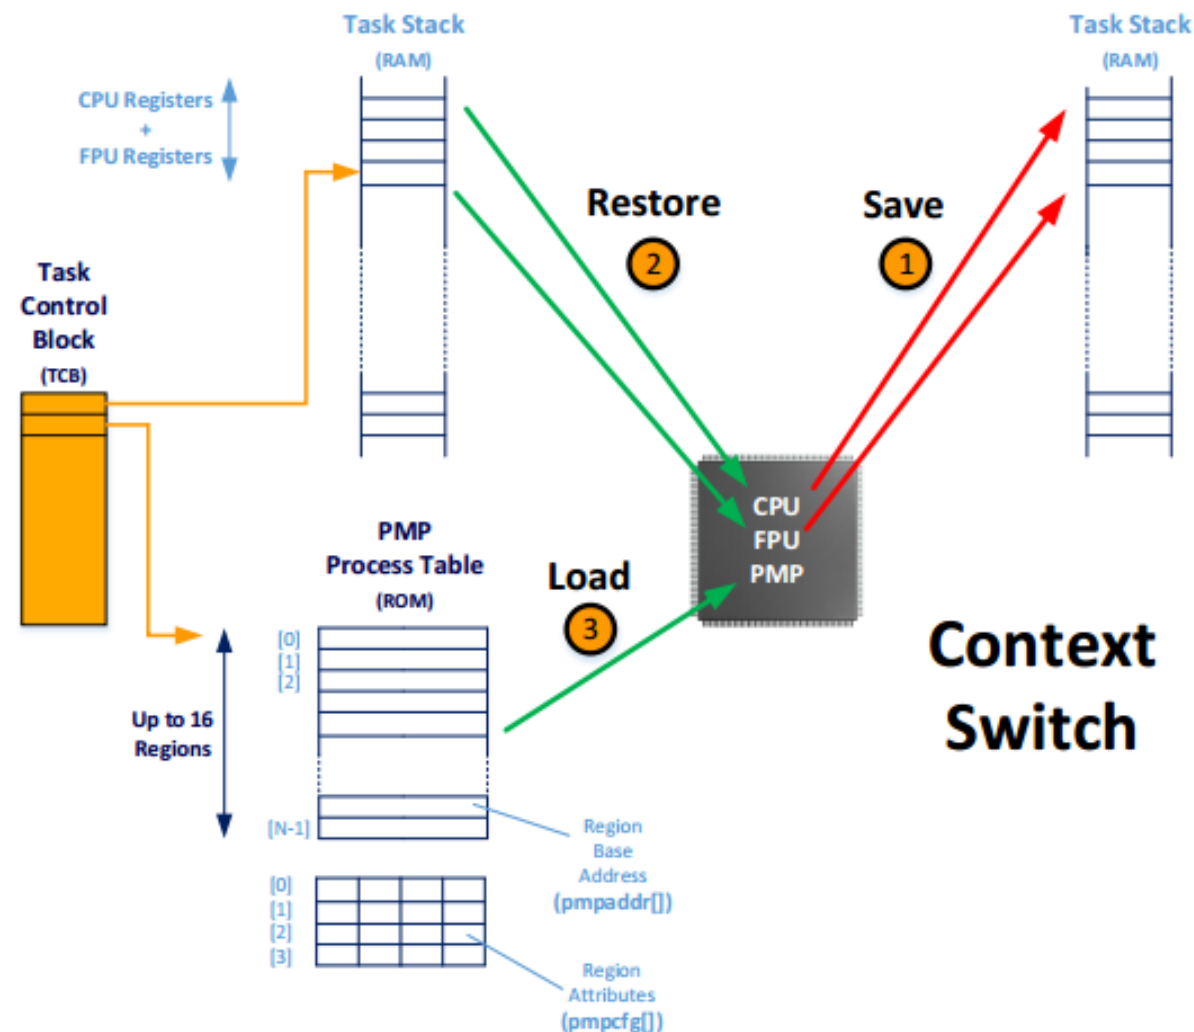 Task Stack
(RAM)
Task Stack
(RAM)
CPU Registers
+
FPU Registers
Restore
2
Save
1
Task
Control
Block
(TCB)
CPU
FPU
PMP
PMP
Process Table
(ROM)
Load
3
Context
Switch
[0]
[1]
[2]
Up to 16
Regions
[N-1]
Region
Base
Address
(pmpaddr[])
[0]
[1]
[2]
[3]
Region
Attributes
(pmpcfg[])